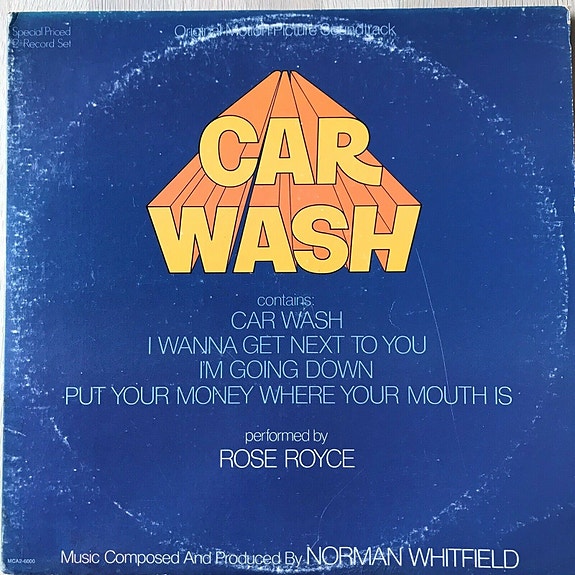 Special Priced
2-Record Set
Original Motion Picture Soundtrack
CAR
WASH
contains:
CAR WASH
I WANNA GET NEXT TO YOU
I'M GOING DOWN
PUT YOUR MONEY WHERE YOUR MOUTH IS
performed by
ROSE ROYCE
MCA2-6000
Music Composed And Produced By NORMAN WHITFIELD